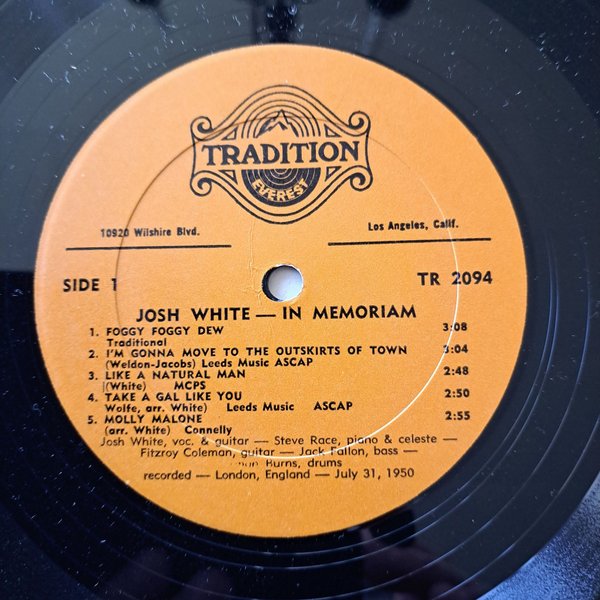 TRADITION
EVEREST
10920 Wilshire Blvd.
Los Angeles, Calif.
SIDE 1
TR 2094
JOSH WHITE — IN MEMORIAM
1. FOGGY FOGGY DEW 3:08
Traditional
2. I'M GONNA MOVE TO THE OUTSKIRTS OF TOWN 3:04
(Weldon-Jacobs) Leeds Music ASCAP
3. LIKE A NATURAL MAN 2:48
(White) MCPS
4. TAKE A GAL LIKE YOU 2:50
Wolfe, arr. White) Leeds Music ASCAP
5. MOLLY MALONE 2:55
(arr. White) Connelly
Josh White, voc. & guitar — Steve Race, piano & celeste —
Fitzroy Coleman, guitar — Jack Fallon, bass —
Burns, drums
recorded — London, England — July 31, 1950